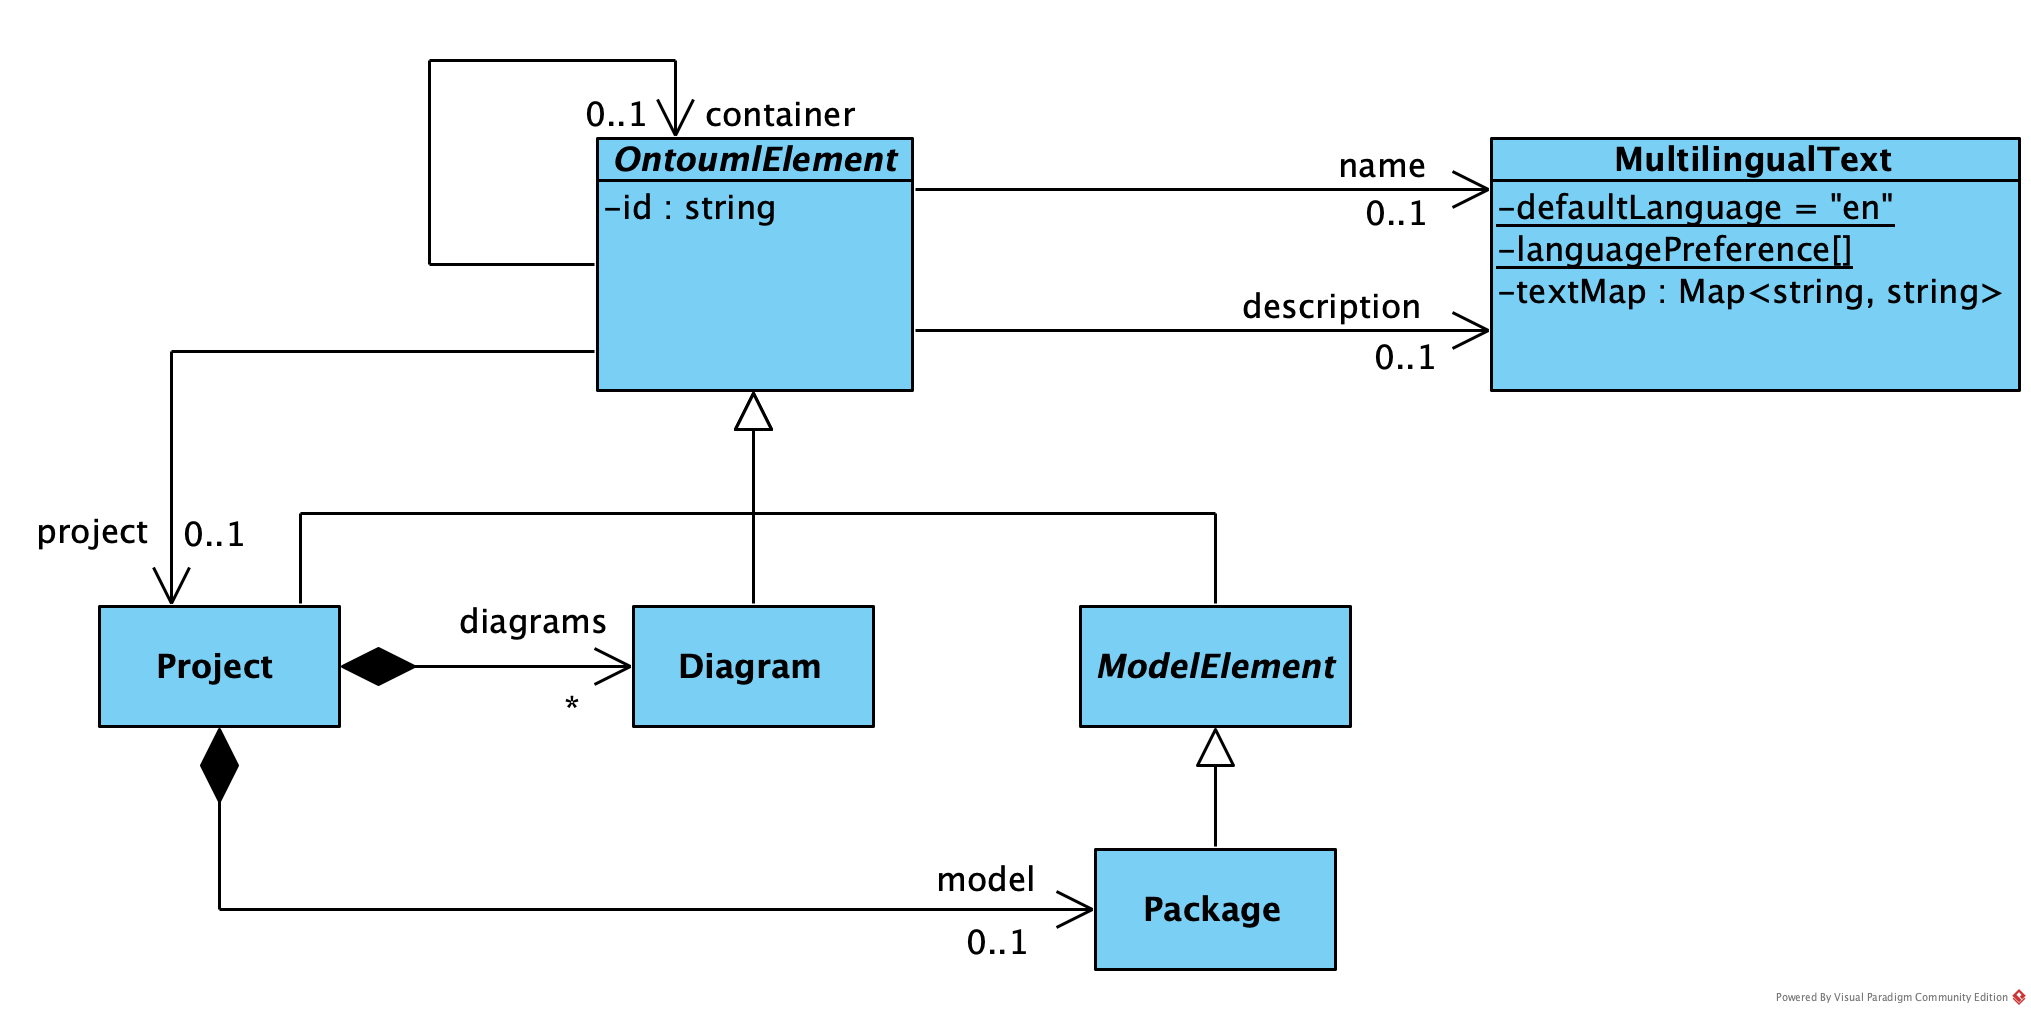 0..1
container
OntoumlElement
-id : string
name
0..1
description
0..1
MultilingualText
-defaultLanguage = "en"
-languagePreference[]
-textMap : Map<string, string>
project
0..1
Project
diagrams
*
Diagram
ModelElement
model
0..1
Package
Powered By Visual Paradigm Community Edition